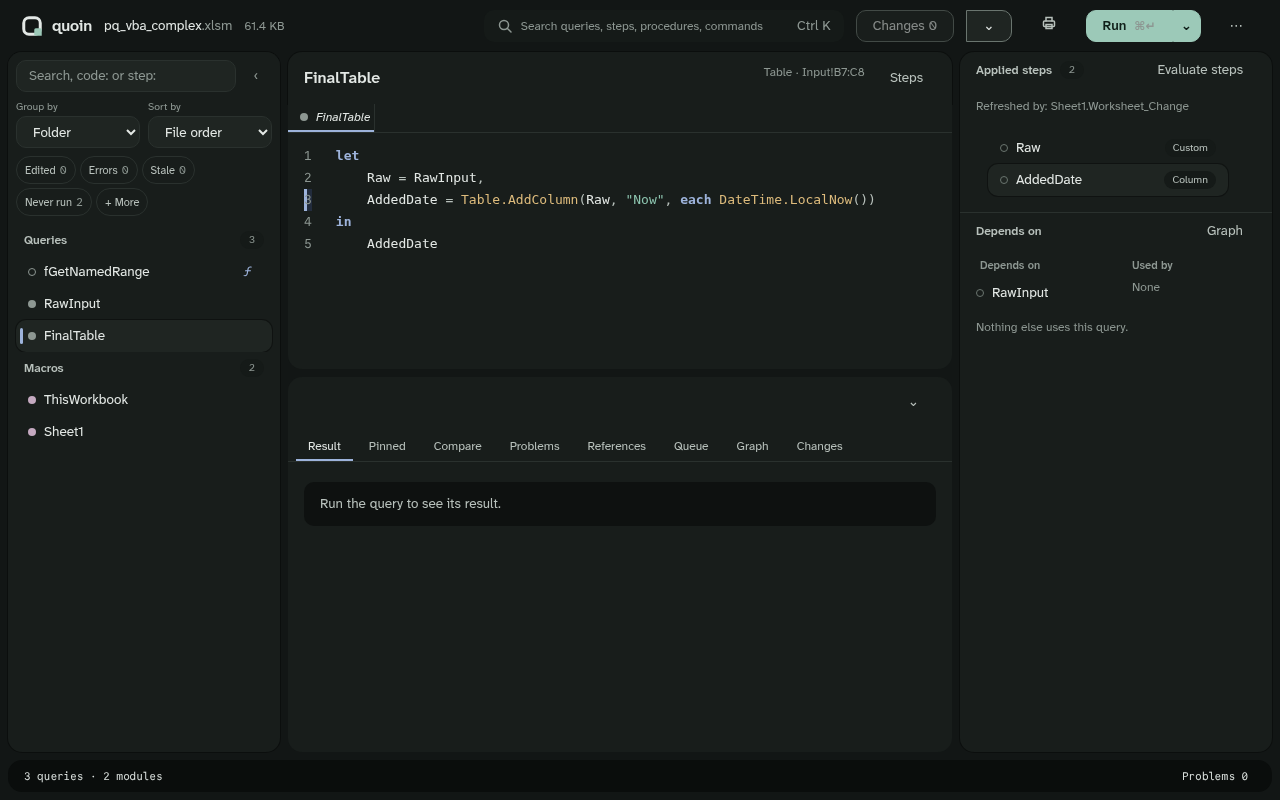 quoin pq_vba_complex.xlsm 61.4 KB
Search queries, steps, procedures, commands Ctrl K
Changes 0
Run ⌘↵
Search, code: or step:
Group by Sort by
Folder File order
Edited 0 Errors 0 Stale 0
Never run 2 + More
Queries 3
fGetNamedRange ƒ
RawInput
FinalTable
Macros 2
ThisWorkbook
Sheet1
FinalTable Table · Input!B7:C8 Steps
FinalTable
1 let
2 Raw = RawInput,
3 AddedDate = Table.AddColumn(Raw, "Now", each DateTime.LocalNow())
4 in
5 AddedDate
Result Pinned Compare Problems References Queue Graph Changes
Run the query to see its result.
Applied steps 2 Evaluate steps
Refreshed by: Sheet1.Worksheet_Change
Raw Custom
AddedDate Column
Depends on Graph
Depends on Used by
RawInput None
Nothing else uses this query.
3 queries · 2 modules Problems 0